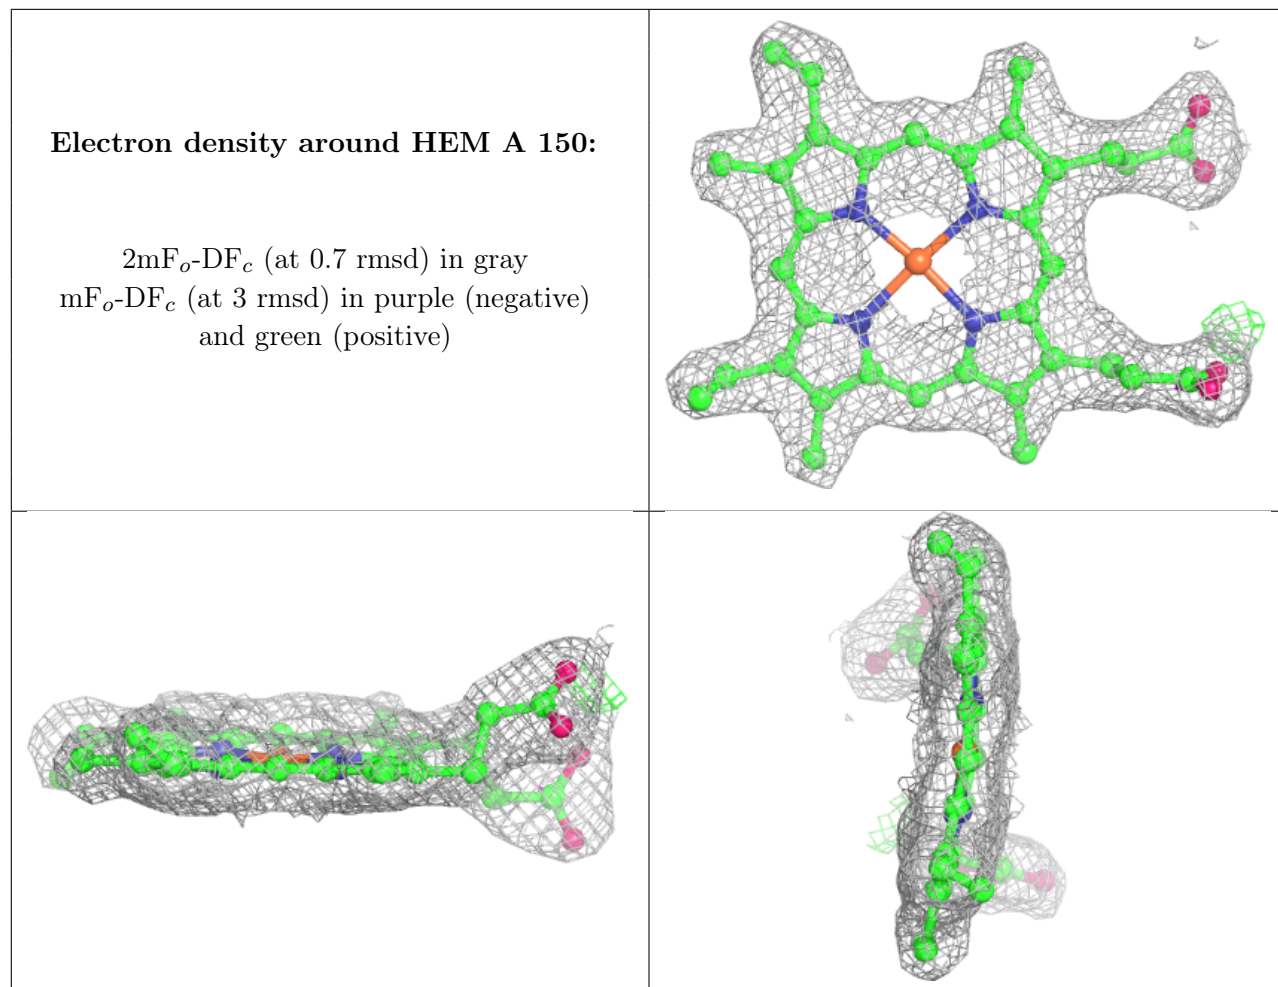 Electron density around HEM A 150:
2mFo-DFc (at 0.7 rmsd) in gray
mFo-DFc (at 3 rmsd) in purple (negative)
and green (positive)